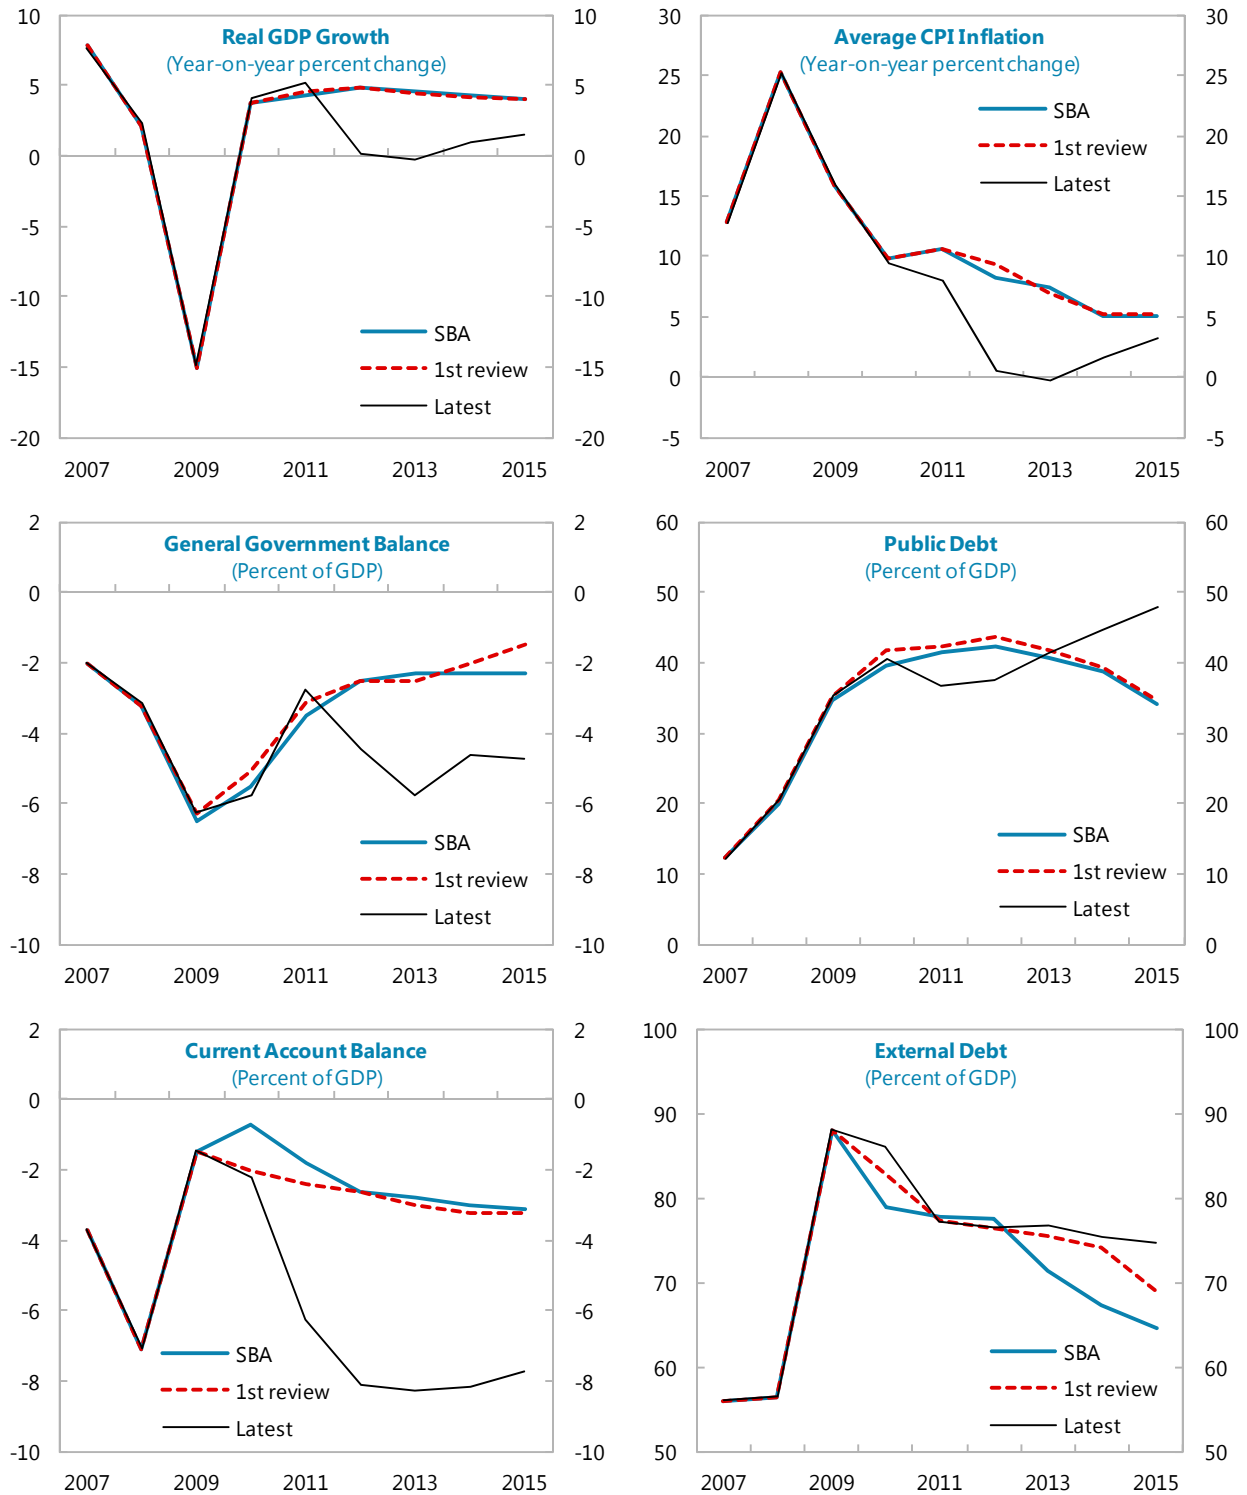 Real GDP Growth
(Year-on-year percent change)
10
5
0
-5
-10
-15
-20
10
5
0
-5
-10
-15
-20
SBA
1st review
Latest
2007 2009 2011 2013 2015
Average CPI Inflation
(Year-on-year percent change)
30
25
20
15
10
5
0
-5
30
25
20
15
10
5
0
-5
SBA
1st review
Latest
2007 2009 2011 2013 2015
General Government Balance
(Percent of GDP)
2
0
-2
-4
-6
-8
-10
2
0
-2
-4
-6
-8
-10
SBA
1st review
Latest
2007 2009 2011 2013 2015
Public Debt
(Percent of GDP)
60
50
40
30
20
10
0
60
50
40
30
20
10
0
SBA
1st review
Latest
2007 2009 2011 2013 2015
Current Account Balance
(Percent of GDP)
2
0
-2
-4
-6
-8
-10
2
0
-2
-4
-6
-8
-10
SBA
1st review
Latest
2007 2009 2011 2013 2015
External Debt
(Percent of GDP)
100
90
80
70
60
50
100
90
80
70
60
50
SBA
1st review
Latest
2007 2009 2011 2013 2015